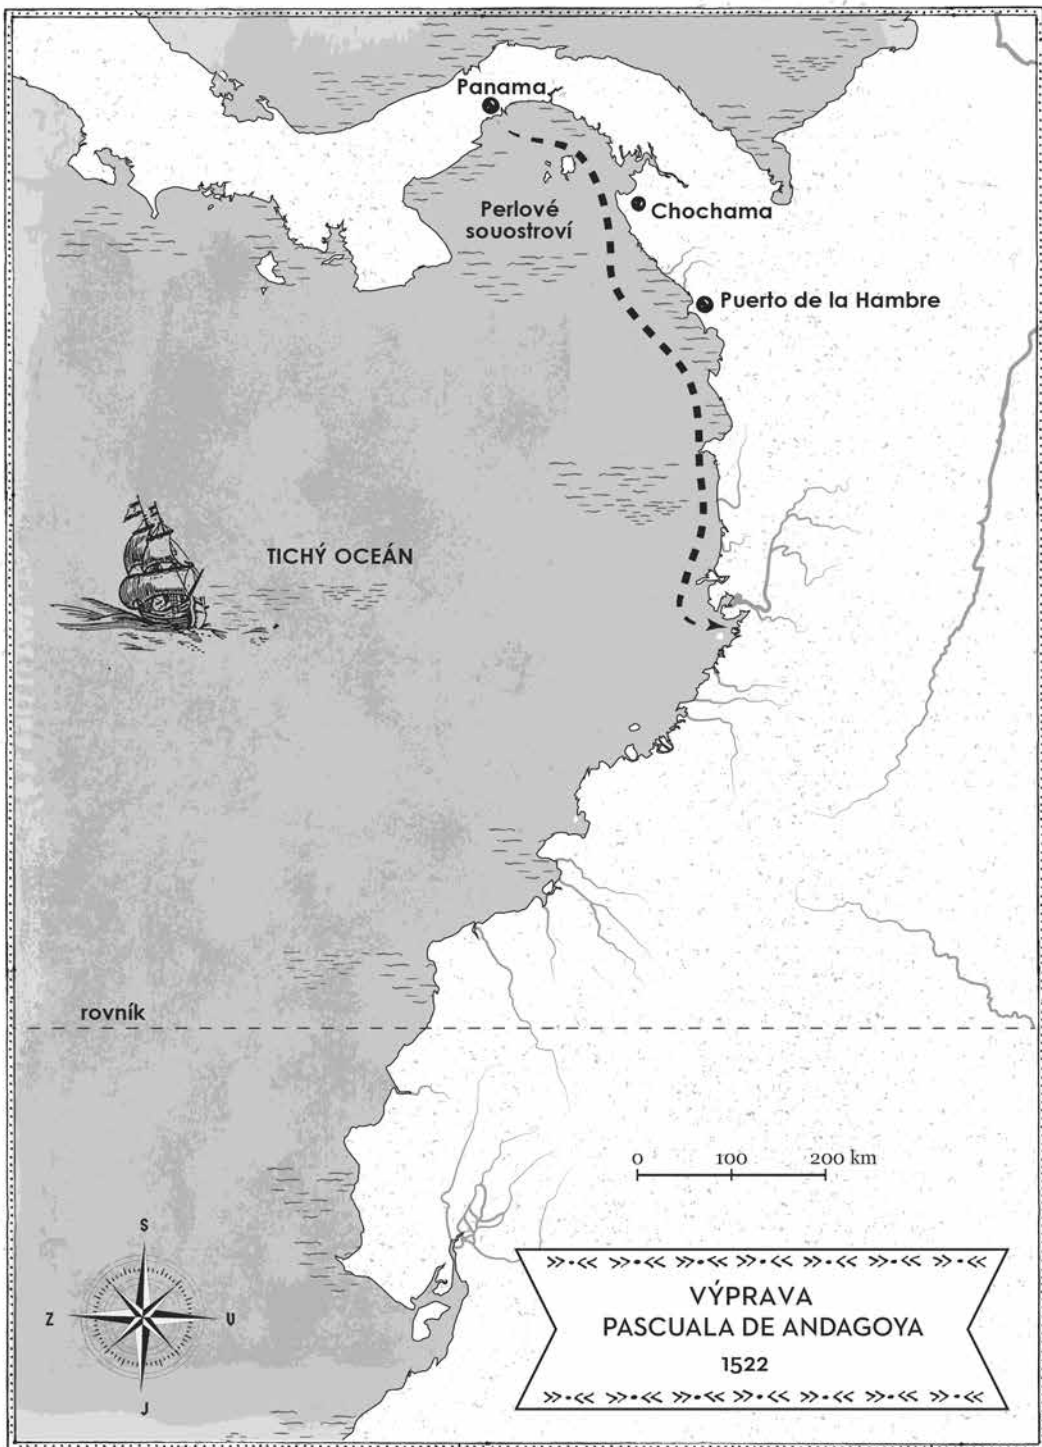 Panama
Chochama
Perlové
souostroví
Puerto de la Hambre
TICHÝ OCEÁN
rovník
0 100 200 km
S
Z V
J
VÝPRAVA
PASCUALA DE ANDAGOYA
1522